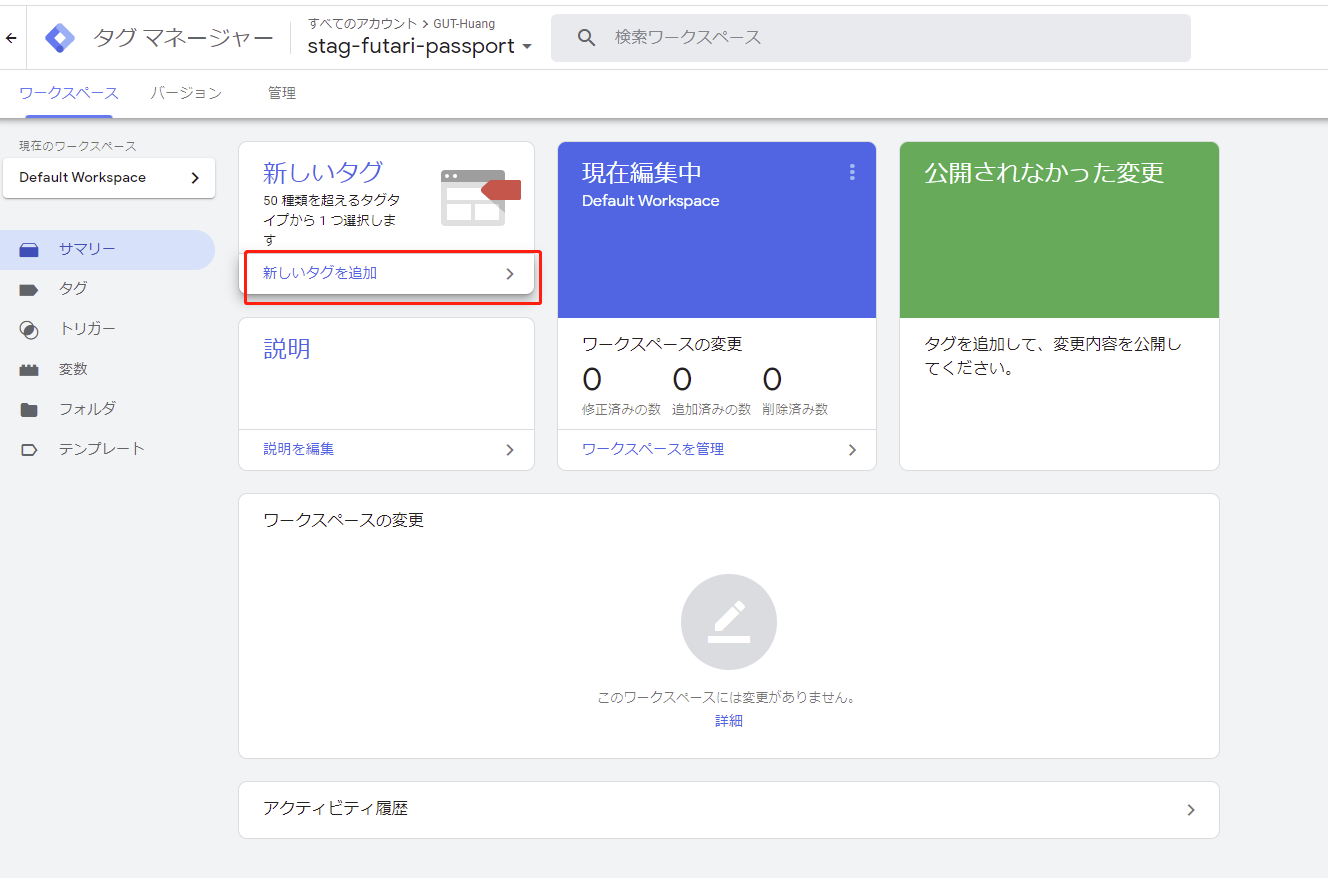 タグ マネージャー
すべてのアカウント > GUT-Huang
stag-futari-passport
検索ワークスペース
ワークスペース
バージョン
管理
現在のワークスペース
Default Workspace
サマリー
タグ
トリガー
変数
フォルダ
テンプレート
新しいタグ
50 種類を超えるタグタ
イプから 1 つ選択しま
す
新しいタグを追加
現在編集中
Default Workspace
公開されなかった変更
説明
説明を編集
ワークスペースの変更
0 0 0
修正済みの数 追加済みの数 削除済み数
ワークスペースを管理
タグを追加して、変更内容を公開し
てください。
ワークスペースの変更
このワークスペースには変更がありません。
詳細
アクティビティ履歴